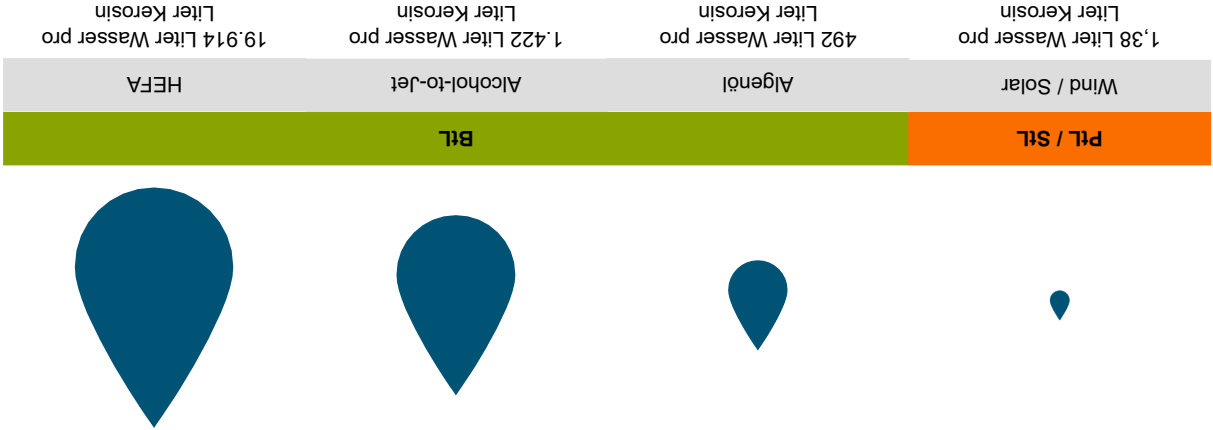 PtL / StL
BtL
Wind / Solar
Algenöl
Alcohol-to-Jet
HEFA
1,38 Liter Wasser pro
Liter Kerosin
492 Liter Wasser pro
Liter Kerosin
1.422 Liter Wasser pro
Liter Kerosin
19.914 Liter Wasser pro
Liter Kerosin